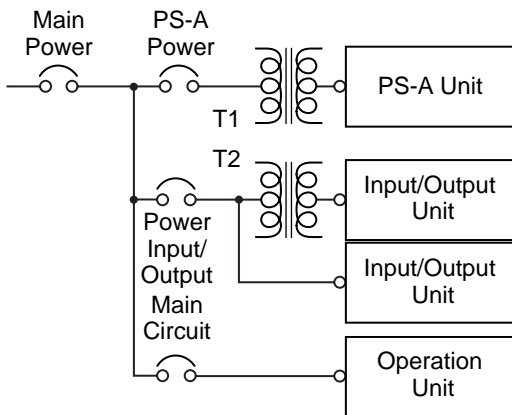 Main
Power
PS-A
Power
PS-A Unit
T1
T2
Input/Output
Unit
Power
Input/
Output
Input/Output
Unit
Main
Circuit
Operation
Unit